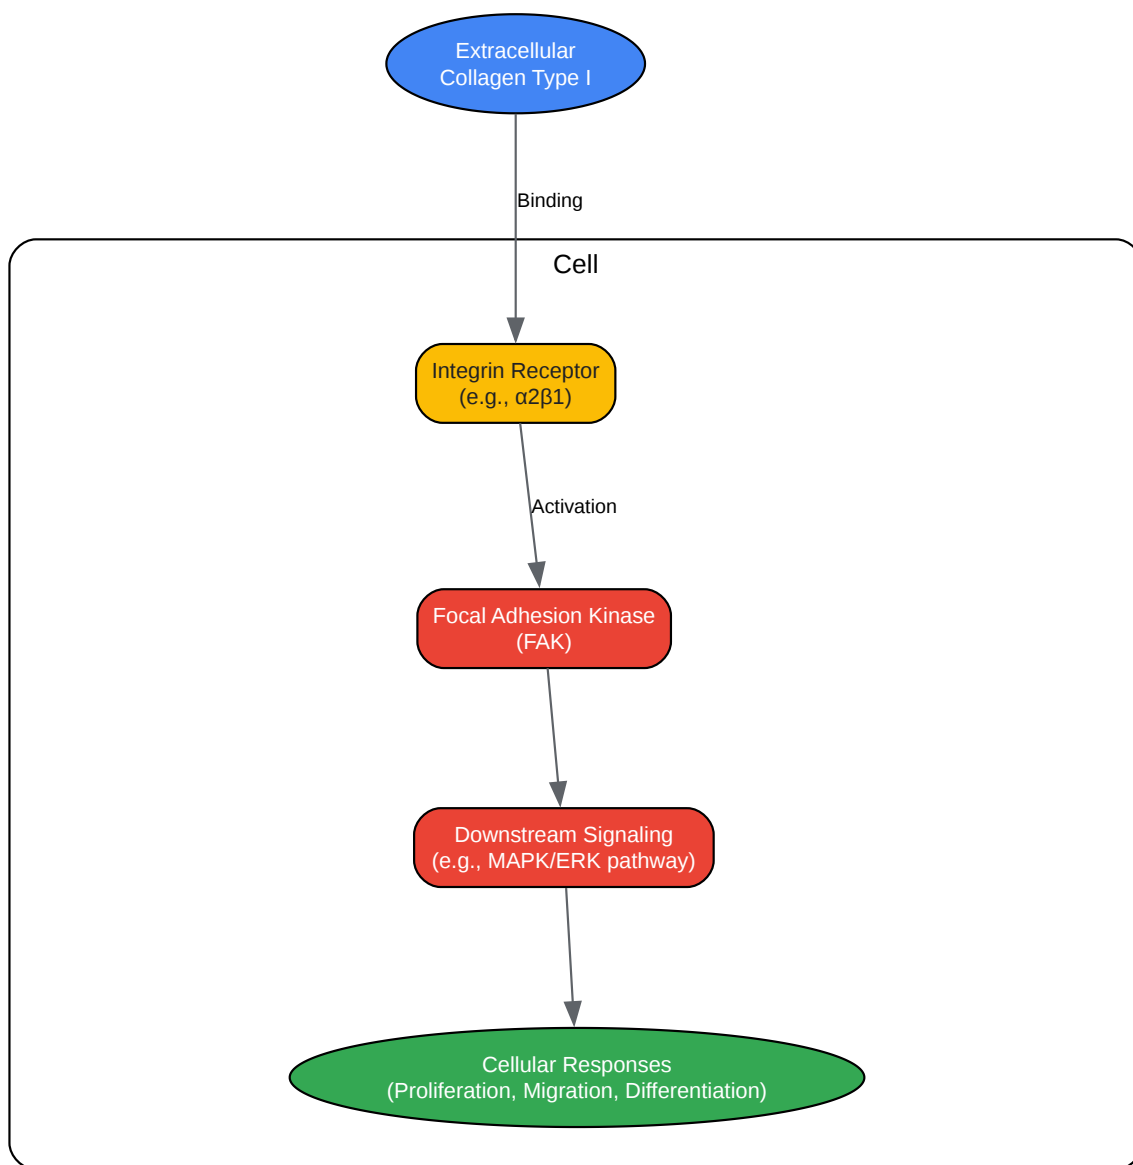 Extracellular
Collagen Type I
Binding
Cell
Integrin Receptor
(e.g., α2β1)
Activation
Focal Adhesion Kinase
(FAK)
Downstream Signaling
(e.g., MAPK/ERK pathway)
Cellular Responses
(Proliferation, Migration, Differentiation)